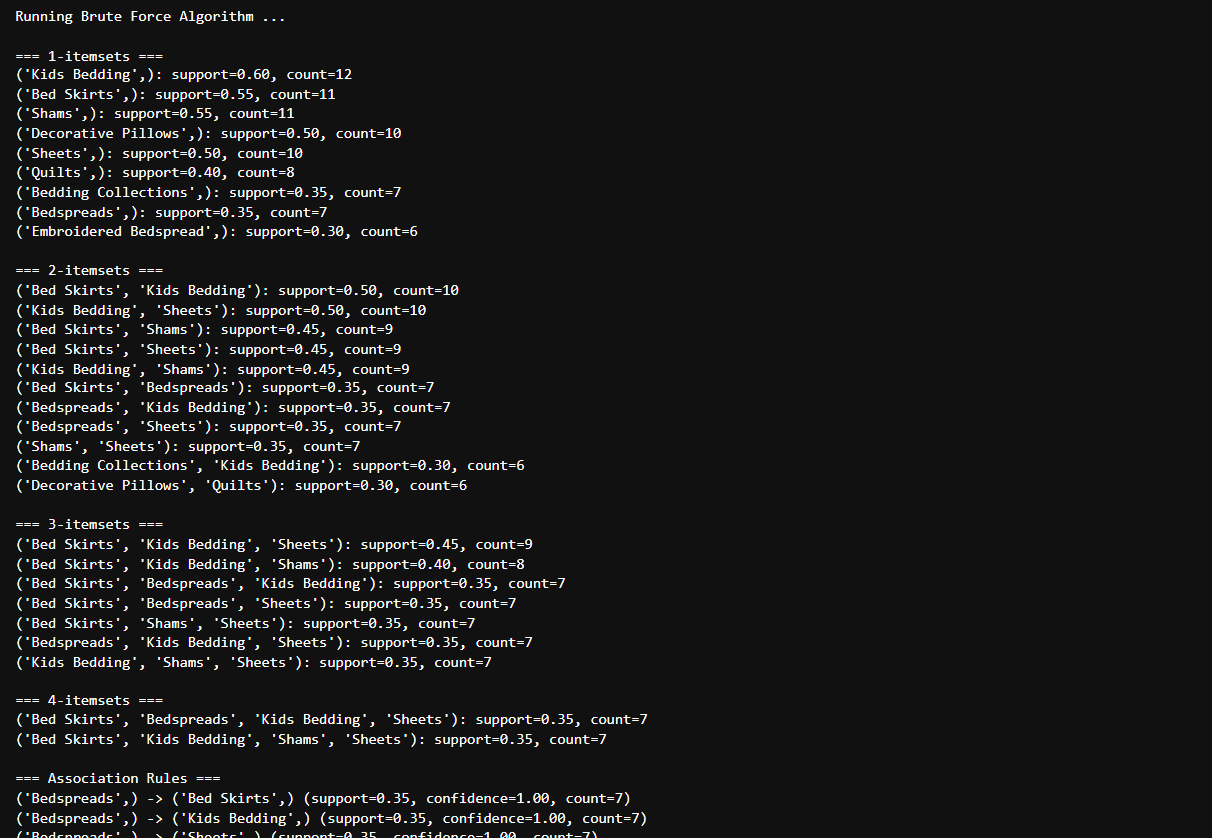 Running Brute Force Algorithm ...
=== 1-itemsets ===
('Kids Bedding',): support=0.60, count=12
('Bed Skirts',): support=0.55, count=11
('Shams',): support=0.55, count=11
('Decorative Pillows',): support=0.50, count=10
('Sheets',): support=0.50, count=10
('Quilts',): support=0.40, count=8
('Bedding Collections',): support=0.35, count=7
('Bedspreads',): support=0.35, count=7
('Embroidered Bedspread',): support=0.30, count=6
=== 2-itemsets ===
('Bed Skirts', 'Kids Bedding'): support=0.50, count=10
('Kids Bedding', 'Sheets'): support=0.50, count=10
('Bed Skirts', 'Shams'): support=0.45, count=9
('Bed Skirts', 'Sheets'): support=0.45, count=9
('Kids Bedding', 'Shams'): support=0.45, count=9
('Bed Skirts', 'Bedspreads'): support=0.35, count=7
('Bedspreads', 'Kids Bedding'): support=0.35, count=7
('Bedspreads', 'Sheets'): support=0.35, count=7
('Shams', 'Sheets'): support=0.35, count=7
('Bedding Collections', 'Kids Bedding'): support=0.30, count=6
('Decorative Pillows', 'Quilts'): support=0.30, count=6
=== 3-itemsets ===
('Bed Skirts', 'Kids Bedding', 'Sheets'): support=0.45, count=9
('Bed Skirts', 'Kids Bedding', 'Shams'): support=0.40, count=8
('Bed Skirts', 'Bedspreads', 'Kids Bedding'): support=0.35, count=7
('Bed Skirts', 'Bedspreads', 'Sheets'): support=0.35, count=7
('Bed Skirts', 'Shams', 'Sheets'): support=0.35, count=7
('Bedspreads', 'Kids Bedding', 'Sheets'): support=0.35, count=7
('Kids Bedding', 'Shams', 'Sheets'): support=0.35, count=7
=== 4-itemsets ===
('Bed Skirts', 'Bedspreads', 'Kids Bedding', 'Sheets'): support=0.35, count=7
('Bed Skirts', 'Kids Bedding', 'Shams', 'Sheets'): support=0.35, count=7
=== Association Rules ===
('Bedspreads',) -> ('Bed Skirts',) (support=0.35, confidence=1.00, count=7)
('Bedspreads',) -> ('Kids Bedding',) (support=0.35, confidence=1.00, count=7)
('Bedspreads',) -> ('Sheets',) (support=0.35, confidence=1.00, count=7)